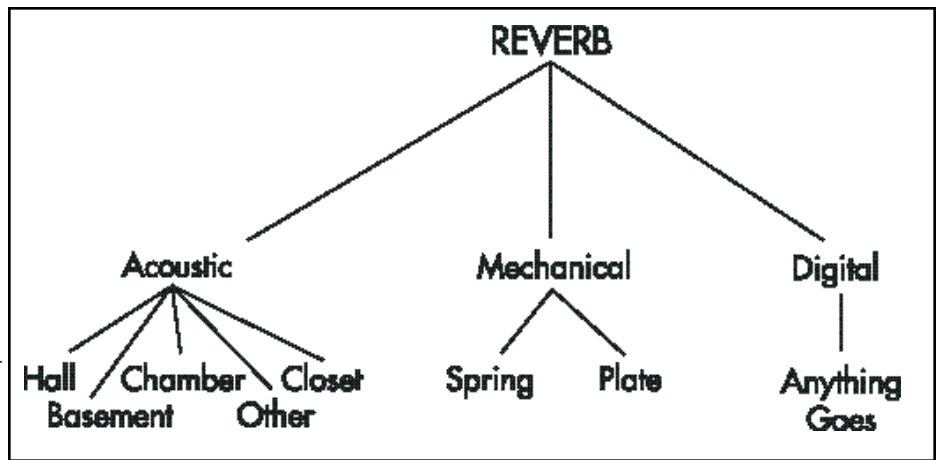 REVERB
Acoustic Mechanical Digital
Hall Chamber Closet Spring Plate Anything
Basement Other Goes